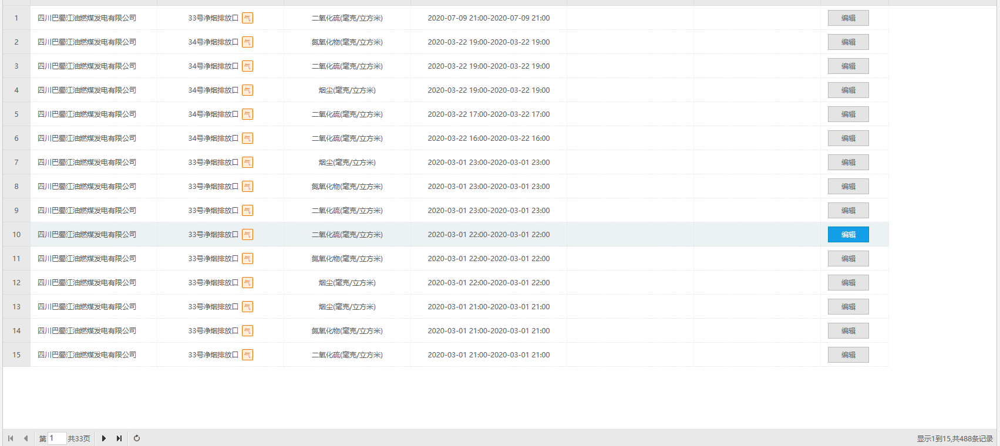 1 四川巴蜀江油燃煤发电有限公司 33号净烟排放口 气 二氧化硫(毫克/立方米) 2020-07-09 21:00-2020-07-09 21:00 编辑
2 四川巴蜀江油燃煤发电有限公司 34号净烟排放口 气 氮氧化物(毫克/立方米) 2020-03-22 19:00-2020-03-22 19:00 编辑
3 四川巴蜀江油燃煤发电有限公司 34号净烟排放口 气 二氧化硫(毫克/立方米) 2020-03-22 19:00-2020-03-22 19:00 编辑
4 四川巴蜀江油燃煤发电有限公司 34号净烟排放口 气 烟尘(毫克/立方米) 2020-03-22 19:00-2020-03-22 19:00 编辑
5 四川巴蜀江油燃煤发电有限公司 34号净烟排放口 气 二氧化硫(毫克/立方米) 2020-03-22 17:00-2020-03-22 17:00 编辑
6 四川巴蜀江油燃煤发电有限公司 34号净烟排放口 气 二氧化硫(毫克/立方米) 2020-03-22 16:00-2020-03-22 16:00 编辑
7 四川巴蜀江油燃煤发电有限公司 33号净烟排放口 气 烟尘(毫克/立方米) 2020-03-01 23:00-2020-03-01 23:00 编辑
8 四川巴蜀江油燃煤发电有限公司 33号净烟排放口 气 氮氧化物(毫克/立方米) 2020-03-01 23:00-2020-03-01 23:00 编辑
9 四川巴蜀江油燃煤发电有限公司 33号净烟排放口 气 二氧化硫(毫克/立方米) 2020-03-01 23:00-2020-03-01 23:00 编辑
10 四川巴蜀江油燃煤发电有限公司 33号净烟排放口 气 二氧化硫(毫克/立方米) 2020-03-01 22:00-2020-03-01 22:00 编辑
11 四川巴蜀江油燃煤发电有限公司 33号净烟排放口 气 氮氧化物(毫克/立方米) 2020-03-01 22:00-2020-03-01 22:00 编辑
12 四川巴蜀江油燃煤发电有限公司 33号净烟排放口 气 烟尘(毫克/立方米) 2020-03-01 22:00-2020-03-01 22:00 编辑
13 四川巴蜀江油燃煤发电有限公司 33号净烟排放口 气 烟尘(毫克/立方米) 2020-03-01 21:00-2020-03-01 21:00 编辑
14 四川巴蜀江油燃煤发电有限公司 33号净烟排放口 气 氮氧化物(毫克/立方米) 2020-03-01 21:00-2020-03-01 21:00 编辑
15 四川巴蜀江油燃煤发电有限公司 33号净烟排放口 气 二氧化硫(毫克/立方米) 2020-03-01 21:00-2020-03-01 21:00 编辑
第 1 共33页 显示1到15,共488条记录